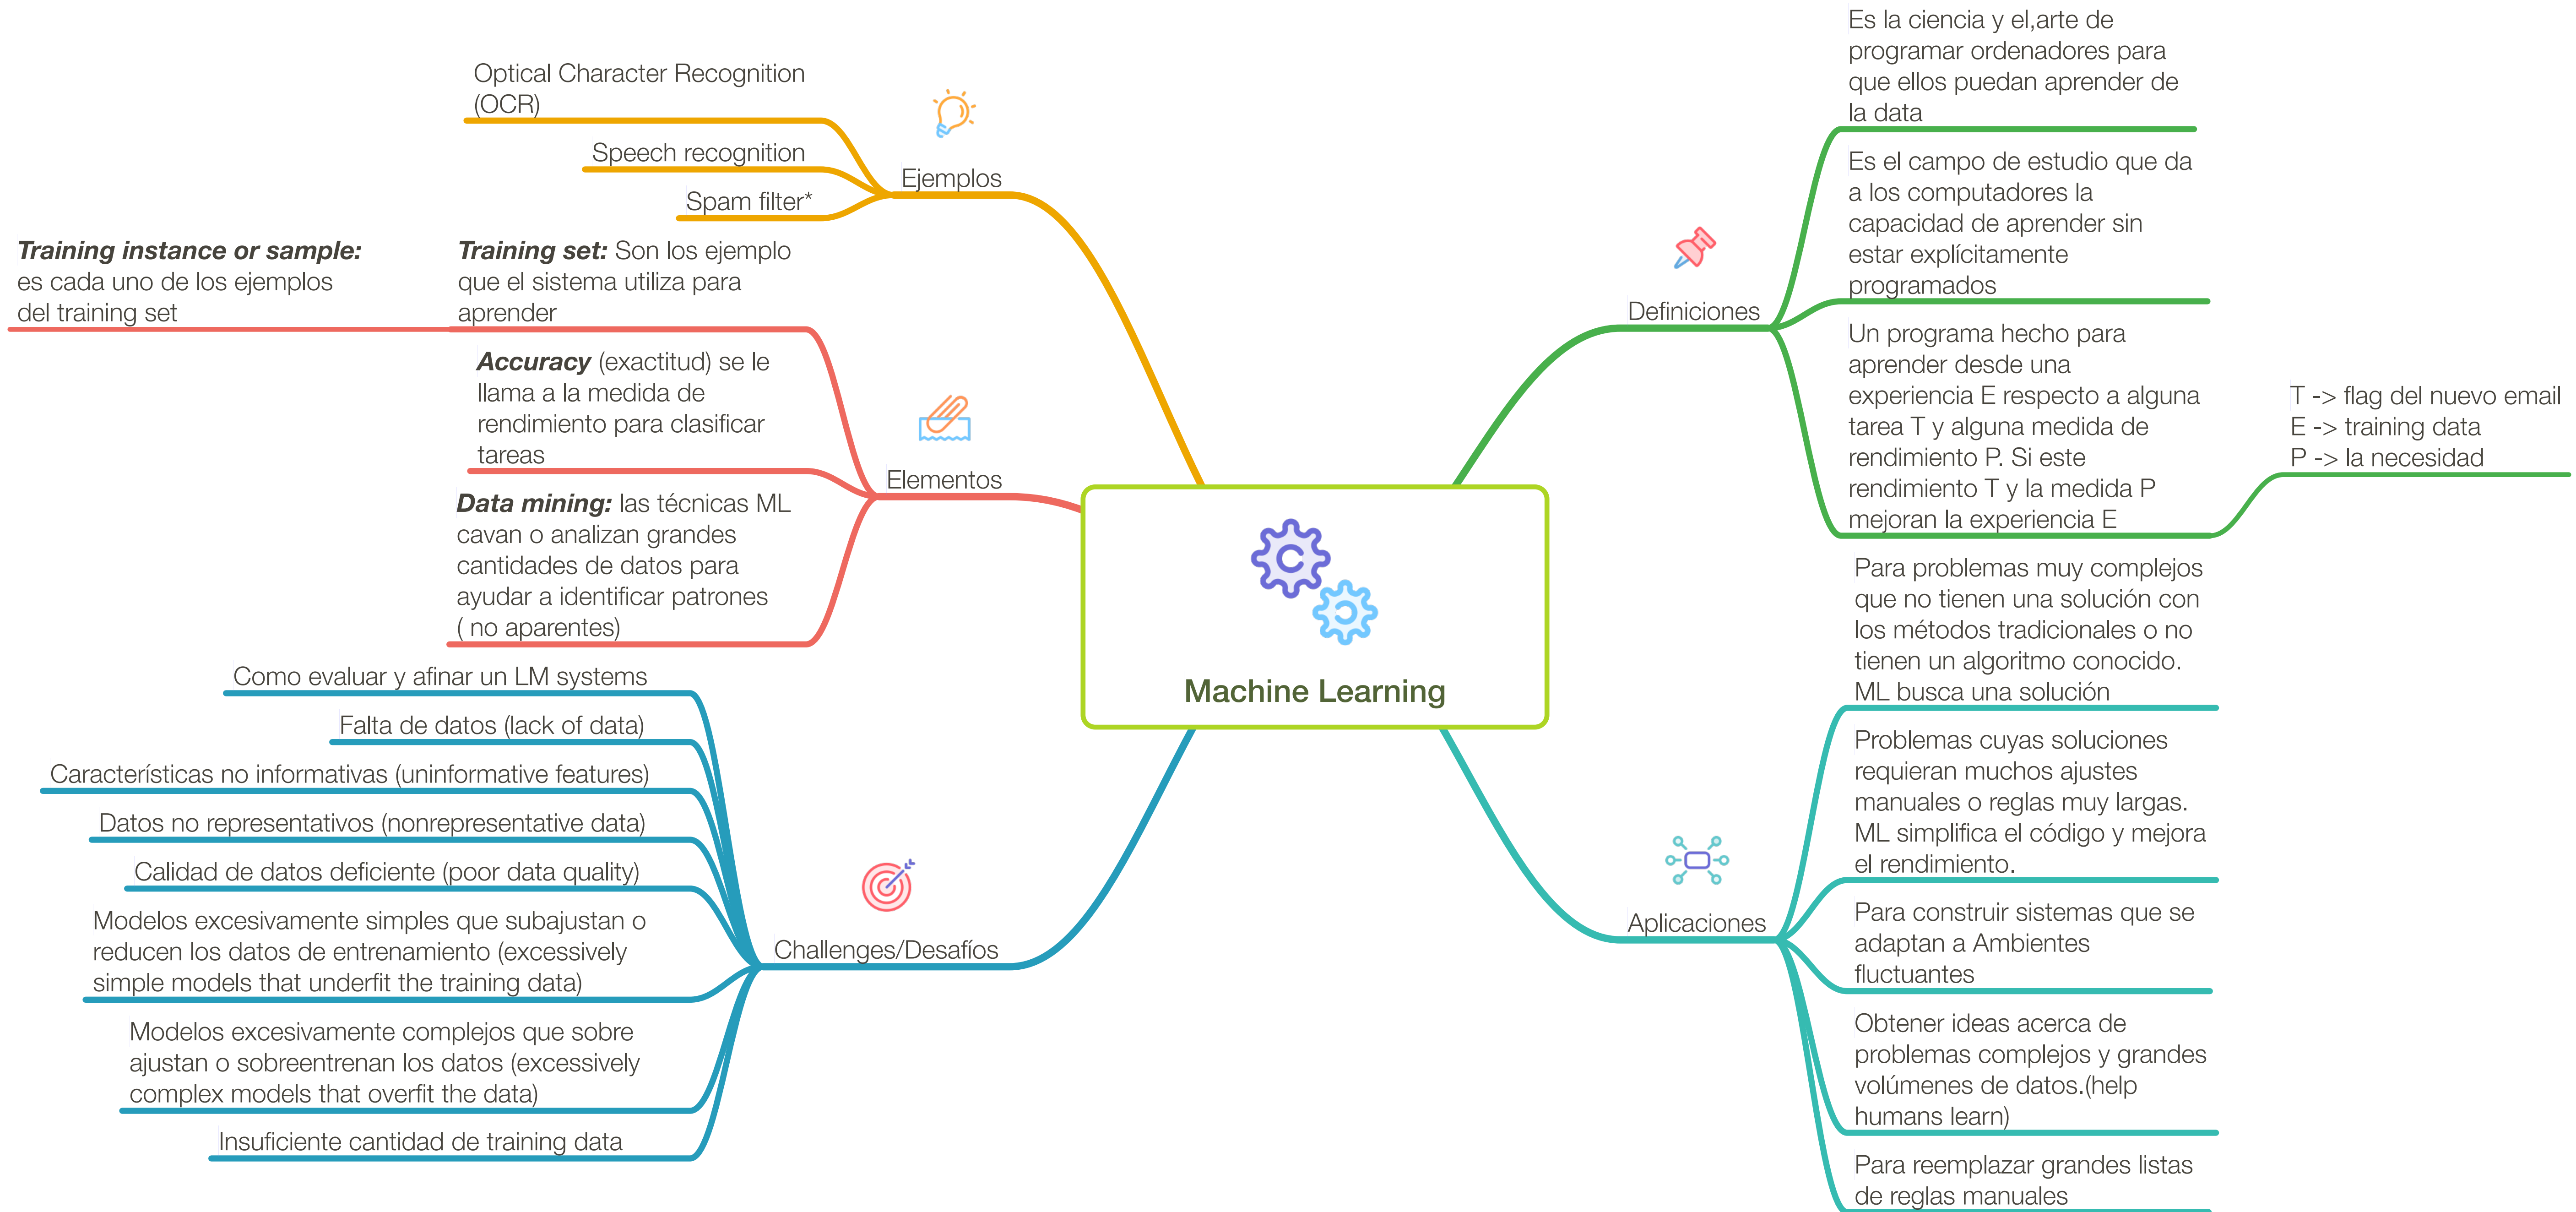 Machine Learning
Ejemplos
Optical Character Recognition
(OCR)
Speech recognition
Spam filter*
Elementos
Training set: Son los ejemplo
que el sistema utiliza para
aprender
Training instance or sample:
es cada uno de los ejemplos
del training set
Accuracy (exactitud) se le
llama a la medida de
rendimiento para clasificar
tareas
Data mining: las técnicas ML
cavan o analizan grandes
cantidades de datos para
ayudar a identificar patrones
( no aparentes)
Challenges/Desafíos
Como evaluar y afinar un LM systems
Falta de datos (lack of data)
Características no informativas (uninformative features)
Datos no representativos (nonrepresentative data)
Calidad de datos deficiente (poor data quality)
Modelos excesivamente simples que subajustan o
reducen los datos de entrenamiento (excessively
simple models that underfit the training data)
Modelos excesivamente complejos que sobre
ajustan o sobreentrenan los datos (excessively
complex models that overfit the data)
Insuficiente cantidad de training data
Definiciones
Es la ciencia y el,arte de
programar ordenadores para
que ellos puedan aprender de
la data
Es el campo de estudio que da
a los computadores la
capacidad de aprender sin
estar explícitamente
programados
Un programa hecho para
aprender desde una
experiencia E respecto a alguna
tarea T y alguna medida de
rendimiento P. Si este
rendimiento T y la medida P
mejoran la experiencia E
T -> flag del nuevo email
E -> training data
P -> la necesidad
Aplicaciones
Para problemas muy complejos
que no tienen una solución con
los métodos tradicionales o no
tienen un algoritmo conocido.
ML busca una solución
Problemas cuyas soluciones
requieran muchos ajustes
manuales o reglas muy largas.
ML simplifica el código y mejora
el rendimiento.
Para construir sistemas que se
adaptan a Ambientes
fluctuantes
Obtener ideas acerca de
problemas complejos y grandes
volúmenes de datos.(help
humans learn)
Para reemplazar grandes listas
de reglas manuales